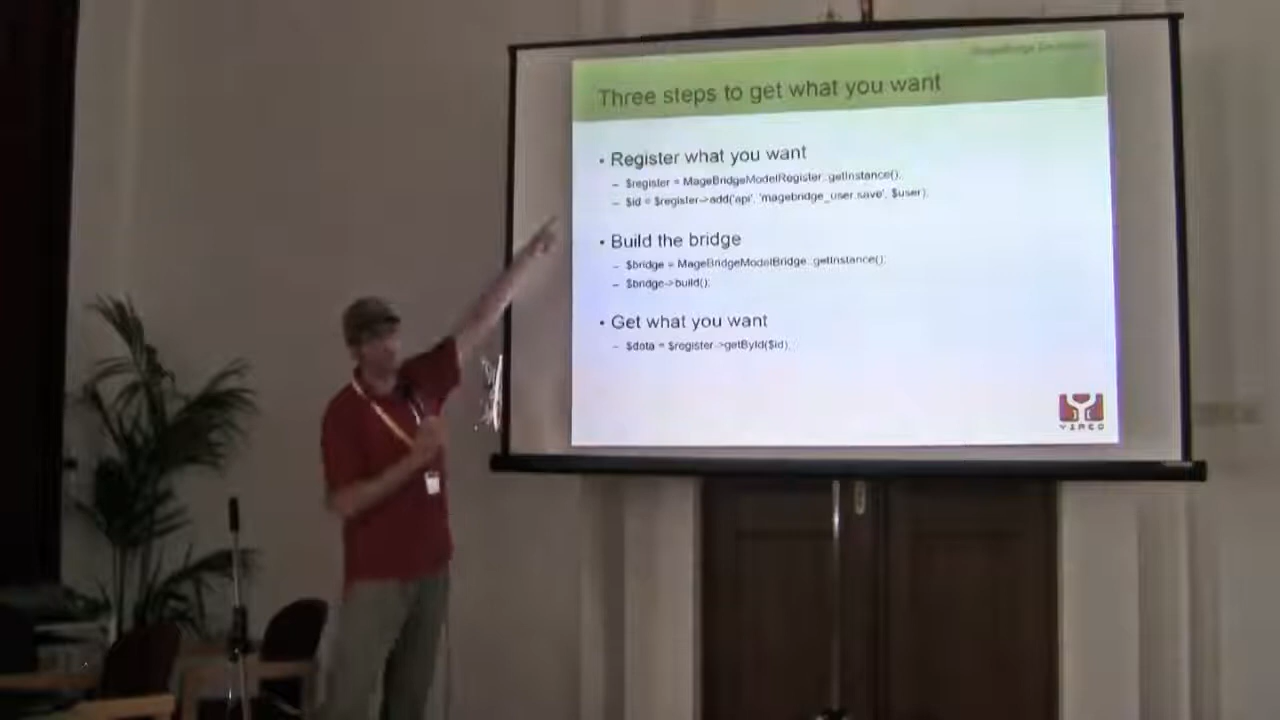 Three steps to get what you want
• Register what you want
– $register = MageBridgeModelRegister::getInstance();
– $id = $register->add('api', 'magebridge_user.save', $user);
• Build the bridge
– $bridge = MageBridgeModelBridge::getInstance();
– $bridge->build();
• Get what you want
– $data = $register->getById($id);
YIREO